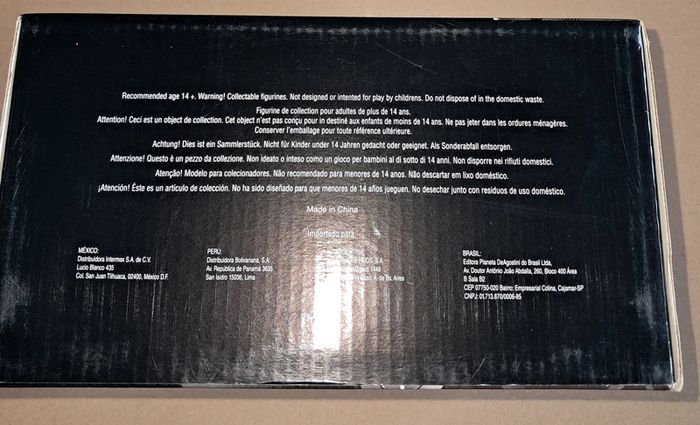 Recommended age 14 +. Warning! Collectable figurines. Not designed or intended for play by childrens. Do not dispose of in the domestic waste.
Figurine de collection pour adultes de plus de 14 ans.
Attention! Ceci est un object de collection. Cet object n'est pas conçu pour in destiné aux enfants de moins de 14 ans. Ne pas jeter dans les ordures ménagères.
Conserver l'emballage pour toute référence ultérieure.
Achtung! Dies ist ein Sammlerstück. Nicht für Kinder unter 14 Jahren gedacht oder geeignet. Als Sonderabfall entsorgen.
Attenzione! Questo è un pezzo da collezione. Non ideato o inteso come un gioco per bambini al di sotto di 14 anni. Non disporre nei rifiuti domestici.
Atenção! Modelo para colecionadores. Não recomendado para menores de 14 anos. Não descartar em lixo doméstico.
¡Atención! Éste es un artículo de colección. No ha sido diseñado para que menores de 14 años jueguen. No desechar junto con residuos de uso doméstico.
Made in China
Importado para
MÉXICO:
Distribuidora Intermex S.A. de C.V.
Lucio Blanco 435
Col. San Juan Tlihuaca, 02400, México D.F.
PERÚ:
Distribuidora Bolivariana, S.A.
Av. República de Panamá 3635
San Isidro 15036, Lima
S.A.
1448
de Bs. Aires
BRASIL:
Editora Planeta DeAgostini do Brasil Ltda.
Av. Doutor Antônio João Abdalla, 260, Bloco 400 Área
B Sala B2
CEP 07750-020 Bairro: Empresarial Colina, Cajamar-SP
CNPJ: 01.713.870/0006-85